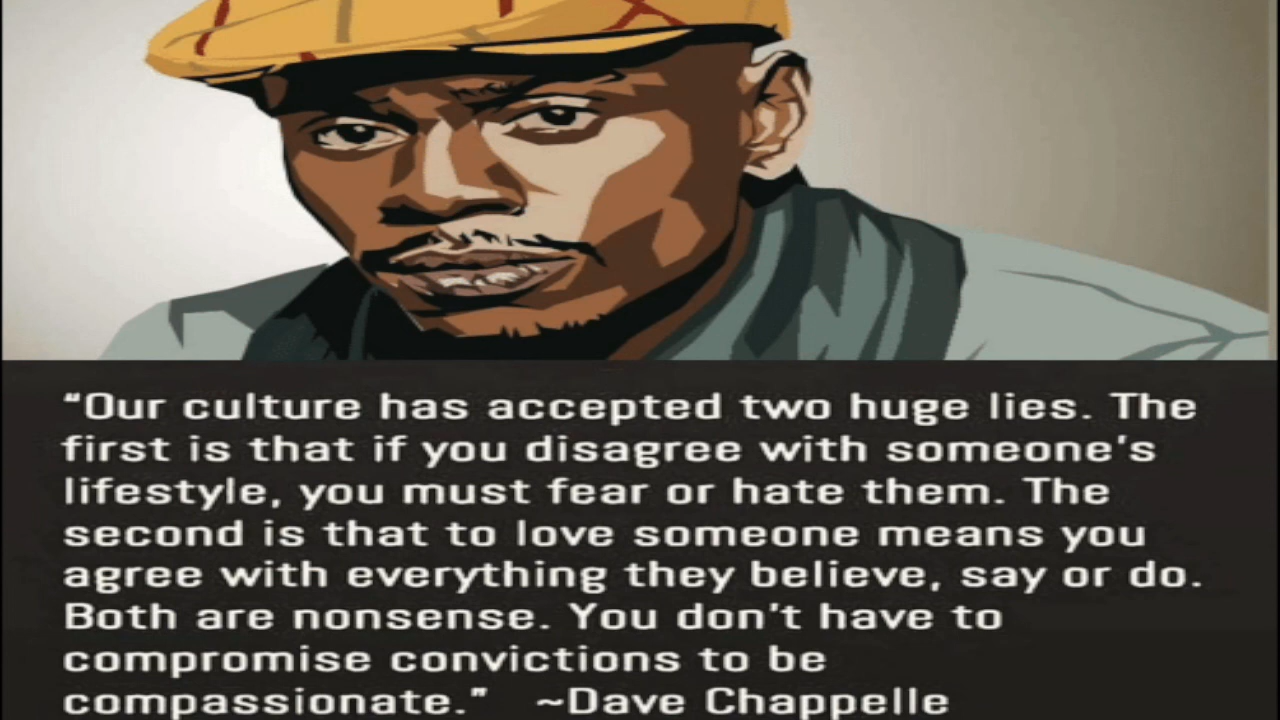 “Our culture has accepted two huge lies. The
first is that if you disagree with someone’s
lifestyle, you must fear or hate them. The
second is that to love someone means you
agree with everything they believe, say or do.
Both are nonsense. You don’t have to
compromise convictions to be
compassionate.” ~Dave Chappelle